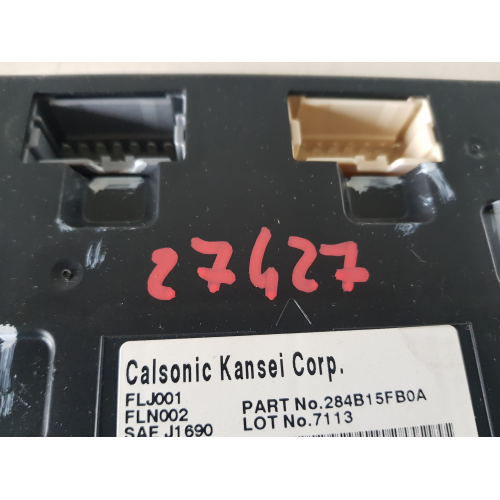 27427
Calsonic Kansei Corp.
FLJ001
FLN002 PART No.284B15FB0A
SAE J1690 LOT No.7113